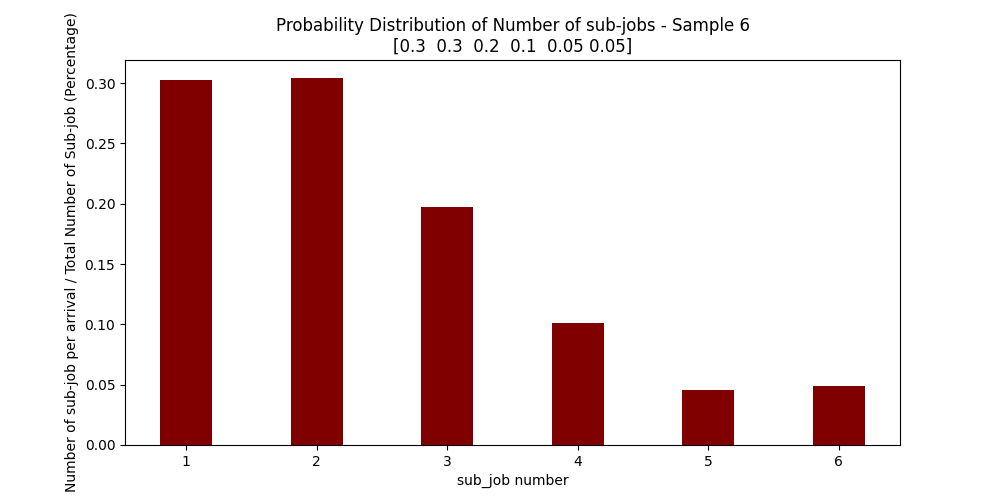 Probability Distribution of Number of sub-jobs - Sample 6
[0.3  0.3  0.2  0.1  0.05 0.05]
Number of sub-job per arrival / Total Number of Sub-job (Percentage)
0.30
0.25
0.20
0.15
0.10
0.05
0.00
1 2 3 4 5 6
sub_job number